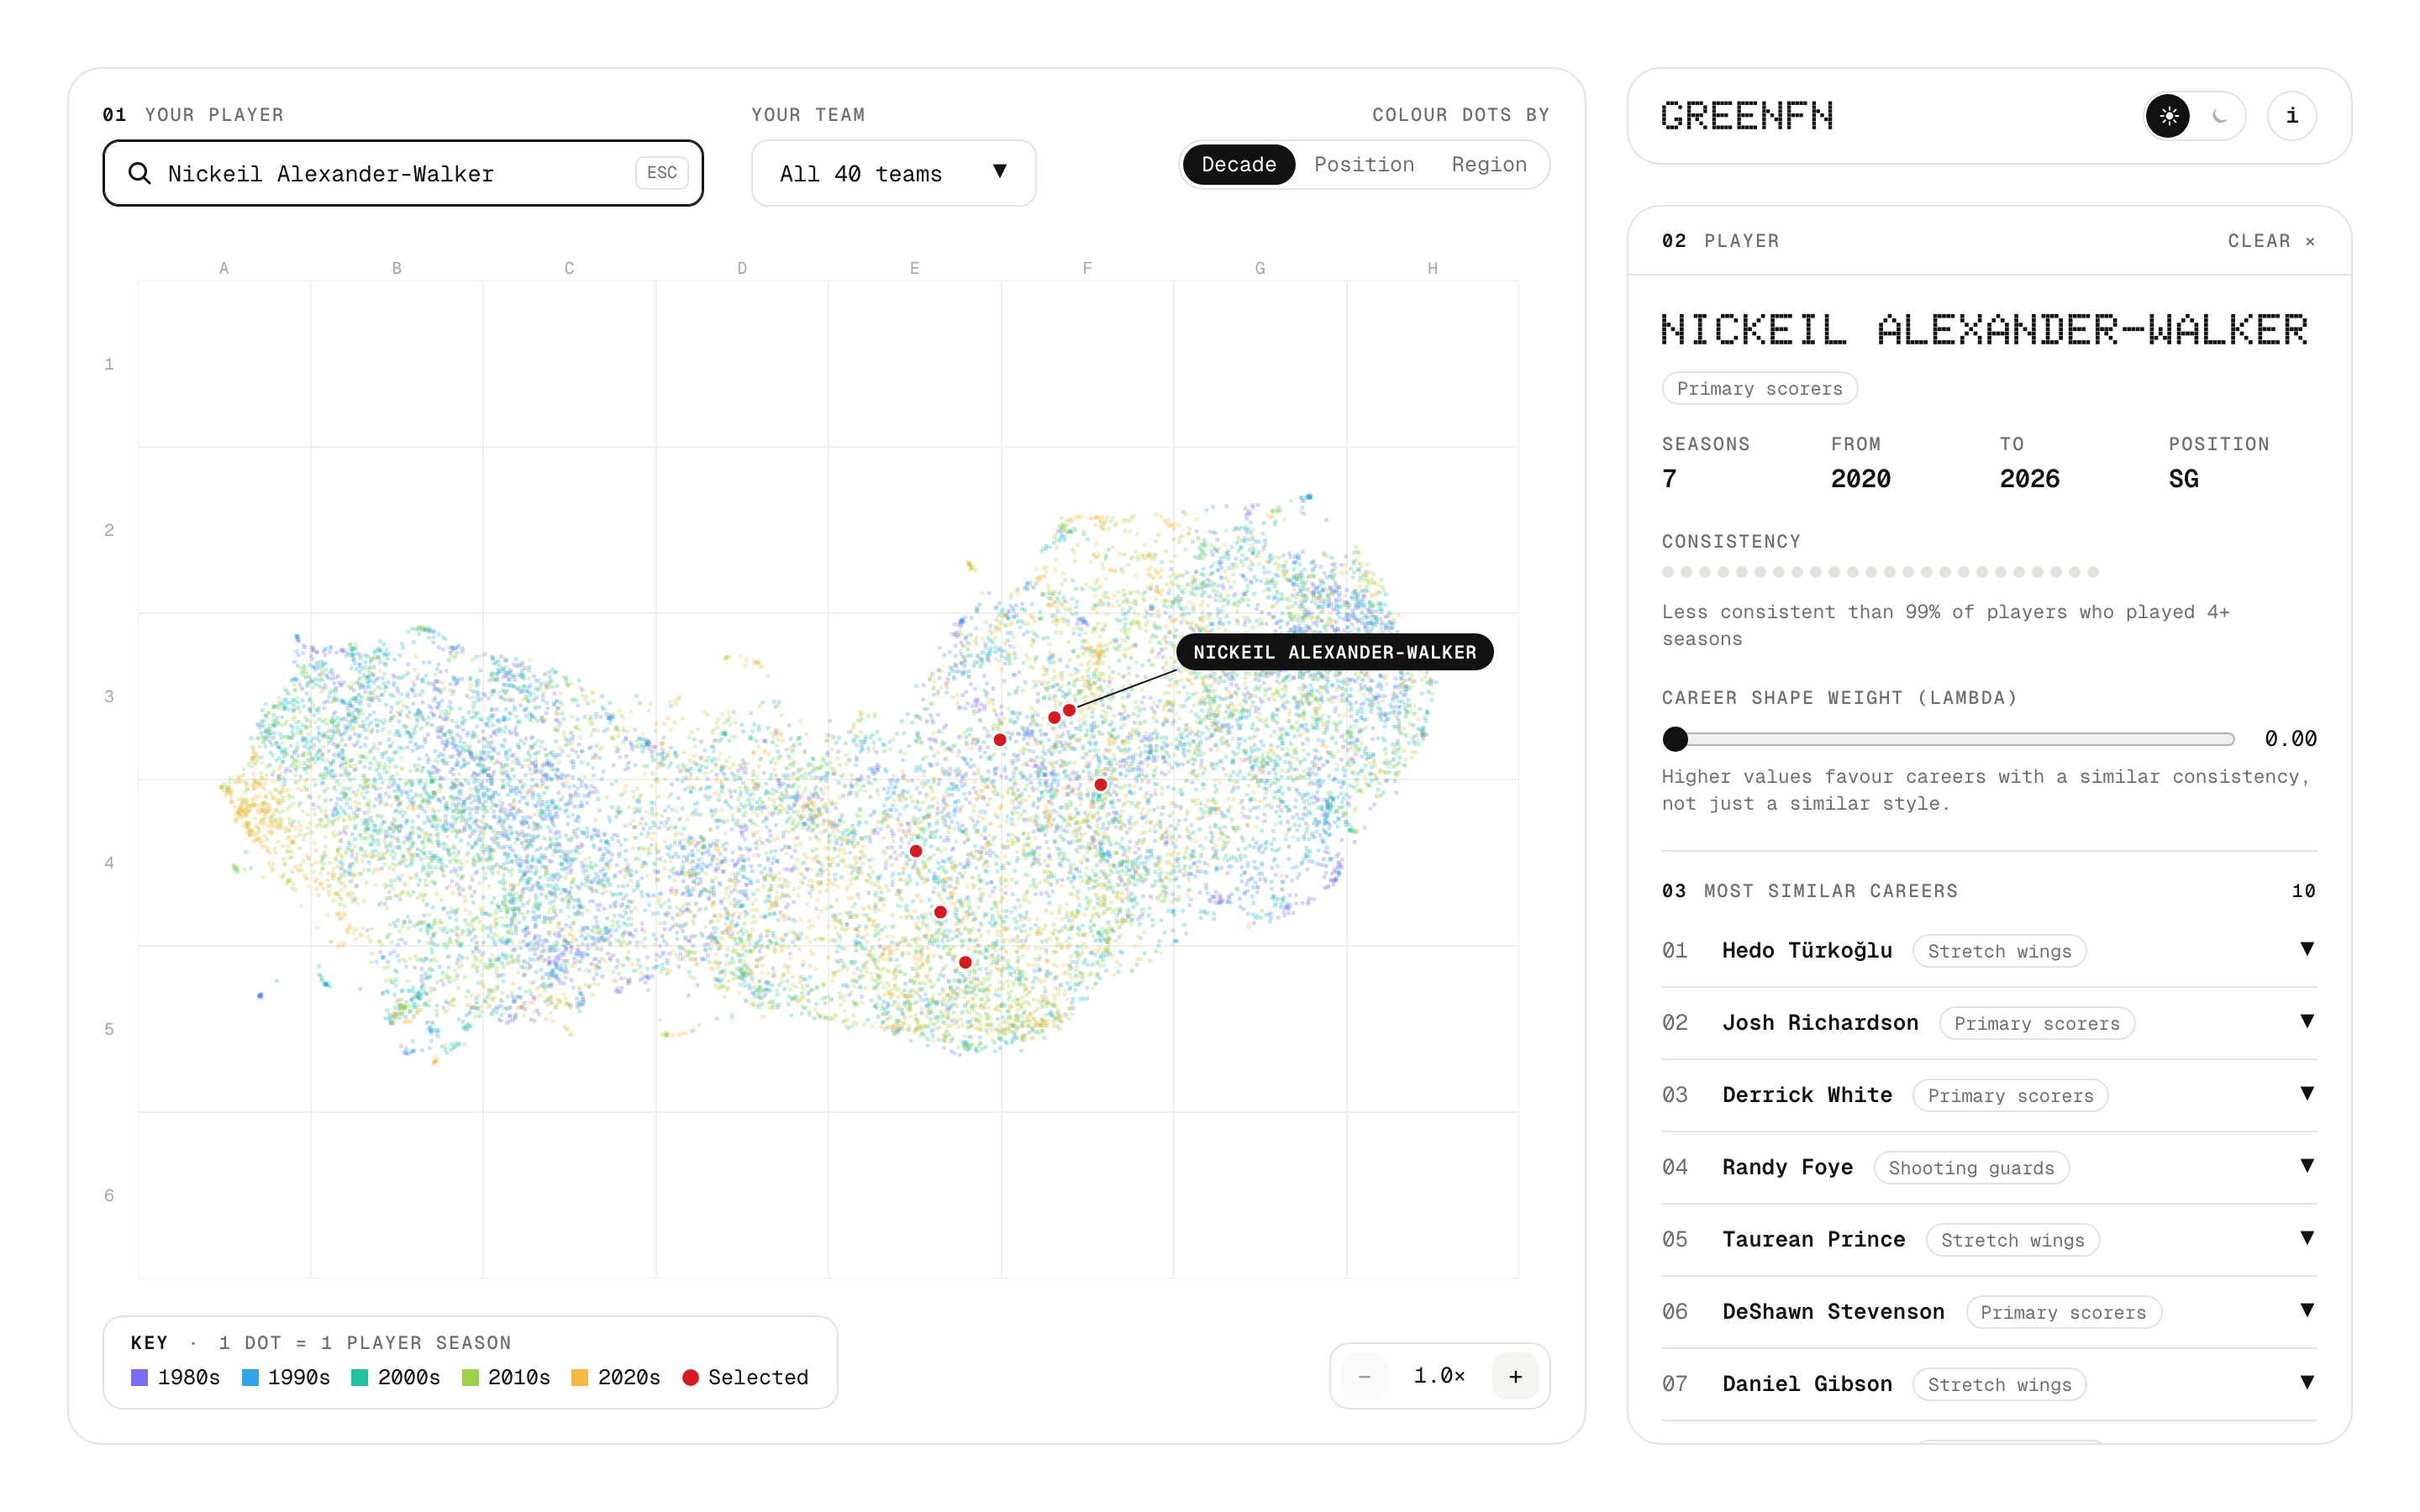 01 YOUR PLAYER
Nickeil Alexander-Walker ESC
YOUR TEAM
All 40 teams ▼
COLOUR DOTS BY
Decade Position Region
A B C D E F G H
1
2
3
4
5
6
NICKEIL ALEXANDER-WALKER
KEY · 1 DOT = 1 PLAYER SEASON
1980s 1990s 2000s 2010s 2020s Selected
− 1.0× +
GREENFN
i
02 PLAYER CLEAR ×
NICKEIL ALEXANDER-WALKER
Primary scorers
SEASONS FROM TO POSITION
7 2020 2026 SG
CONSISTENCY
Less consistent than 99% of players who played 4+
seasons
CAREER SHAPE WEIGHT (LAMBDA)
0.00
Higher values favour careers with a similar consistency,
not just a similar style.
03 MOST SIMILAR CAREERS 10
01 Hedo Türkoğlu Stretch wings ▼
02 Josh Richardson Primary scorers ▼
03 Derrick White Primary scorers ▼
04 Randy Foye Shooting guards ▼
05 Taurean Prince Stretch wings ▼
06 DeShawn Stevenson Primary scorers ▼
07 Daniel Gibson Stretch wings ▼